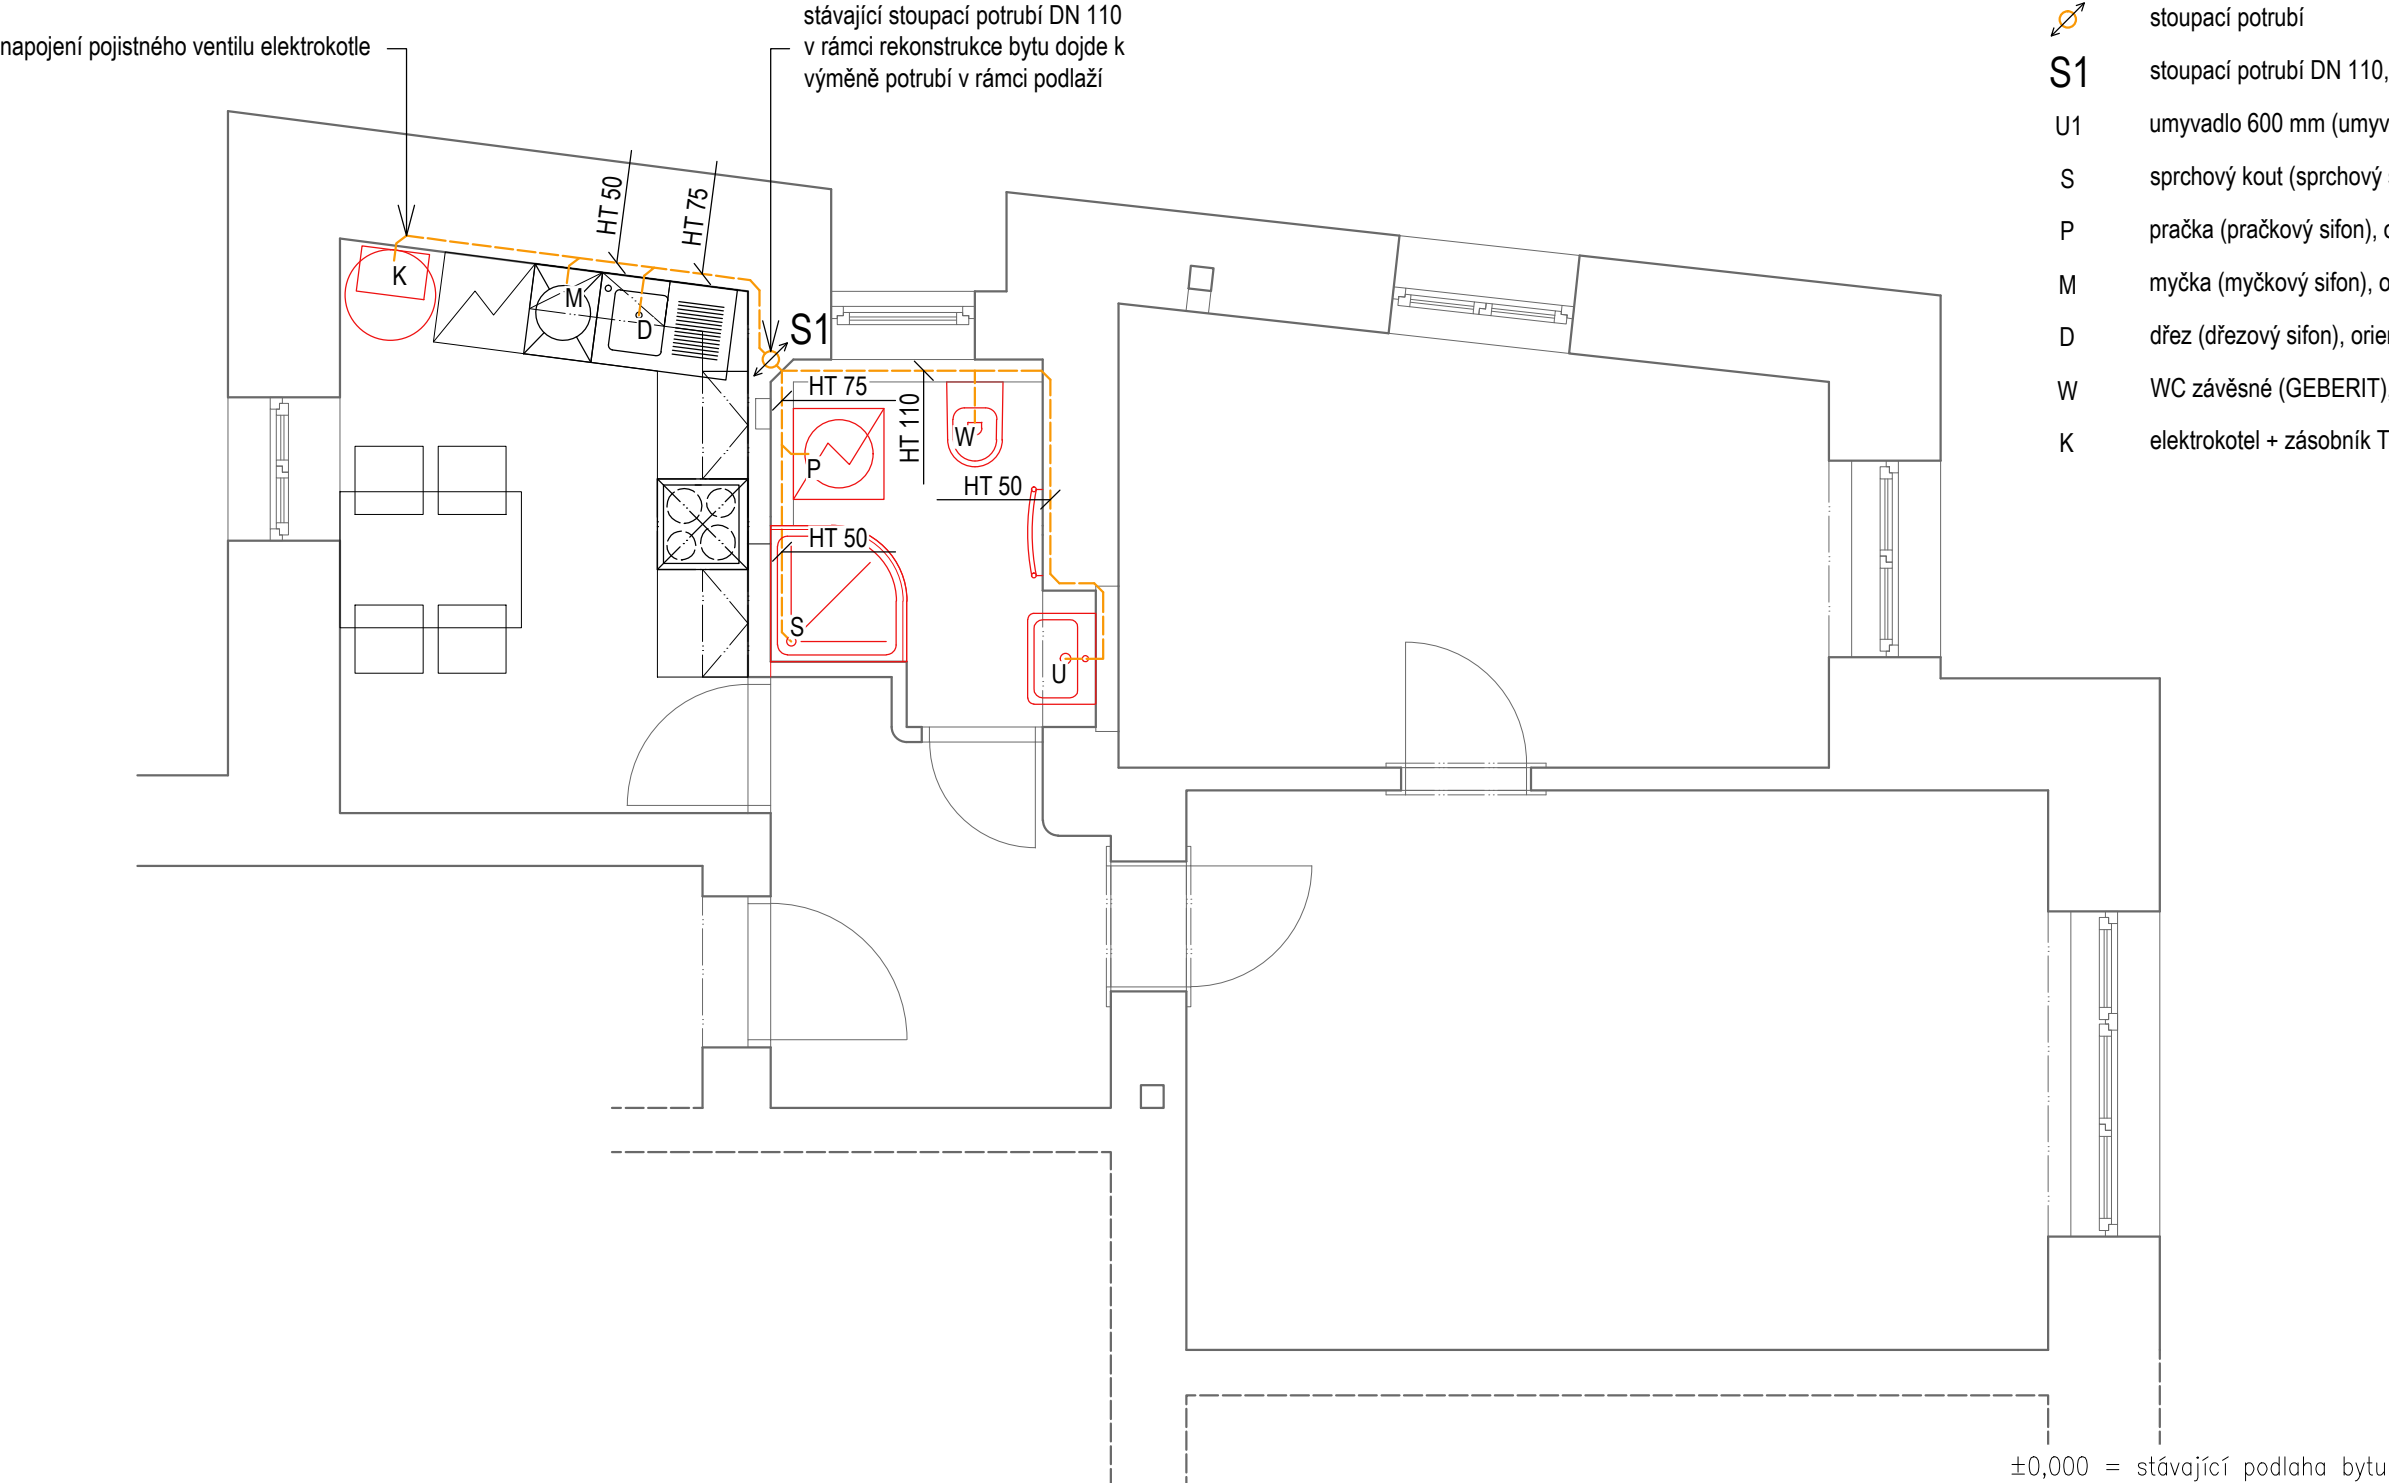 napojení pojistného ventilu elektrokotle
stávající stoupací potrubí DN 110
v rámci rekonstrukce bytu dojde k
výměně potrubí v rámci podlaží
stoupací potrubí
S1 stoupací potrubí DN 110,
U1 umyvadlo 600 mm (umyv
S sprchový kout (sprchový
P pračka (pračkový sifon), o
M myčka (myčkový sifon), o
D dřez (dřezový sifon), orien
W WC závěsné (GEBERIT)
K elektrokotel + zásobník T
HT 50
HT 75
K
M
D
S1
HT 75
HT 110
W
P
HT 50
HT 50
S
U
±0,000 = stávající podlaha bytu